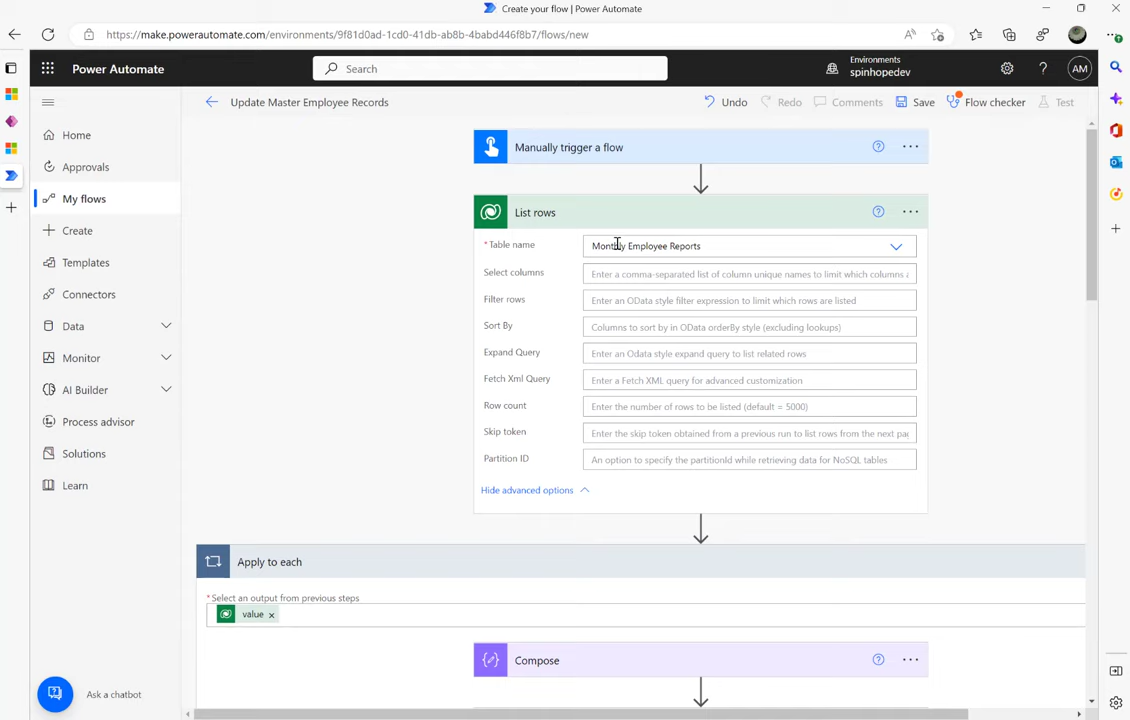 Create your flow | Power Automate
https://make.powerautomate.com/environments/9f81d0ad-1cd0-41db-ab8b-4babd446f8b7/flows/new
Power Automate
Search
Environments
spinhopedev
AM
Update Master Employee Records
Undo
Redo
Comments
Save
Flow checker
Test
Home
Approvals
My flows
Create
Templates
Connectors
Data
Monitor
AI Builder
Process advisor
Solutions
Learn
Ask a chatbot
Manually trigger a flow
List rows
* Table name
Monthly Employee Reports
Select columns
Enter a comma-separated list of column unique names to limit which columns a
Filter rows
Enter an OData style filter expression to limit which rows are listed
Sort By
Columns to sort by in OData orderBy style (excluding lookups)
Expand Query
Enter an Odata style expand query to list related rows
Fetch Xml Query
Enter a Fetch XML query for advanced customization
Row count
Enter the number of rows to be listed (default = 5000)
Skip token
Enter the skip token obtained from a previous run to list rows from the next pag
Partition ID
An option to specify the partitionId while retrieving data for NoSQL tables
Hide advanced options
Apply to each
* Select an output from previous steps
value x
Compose